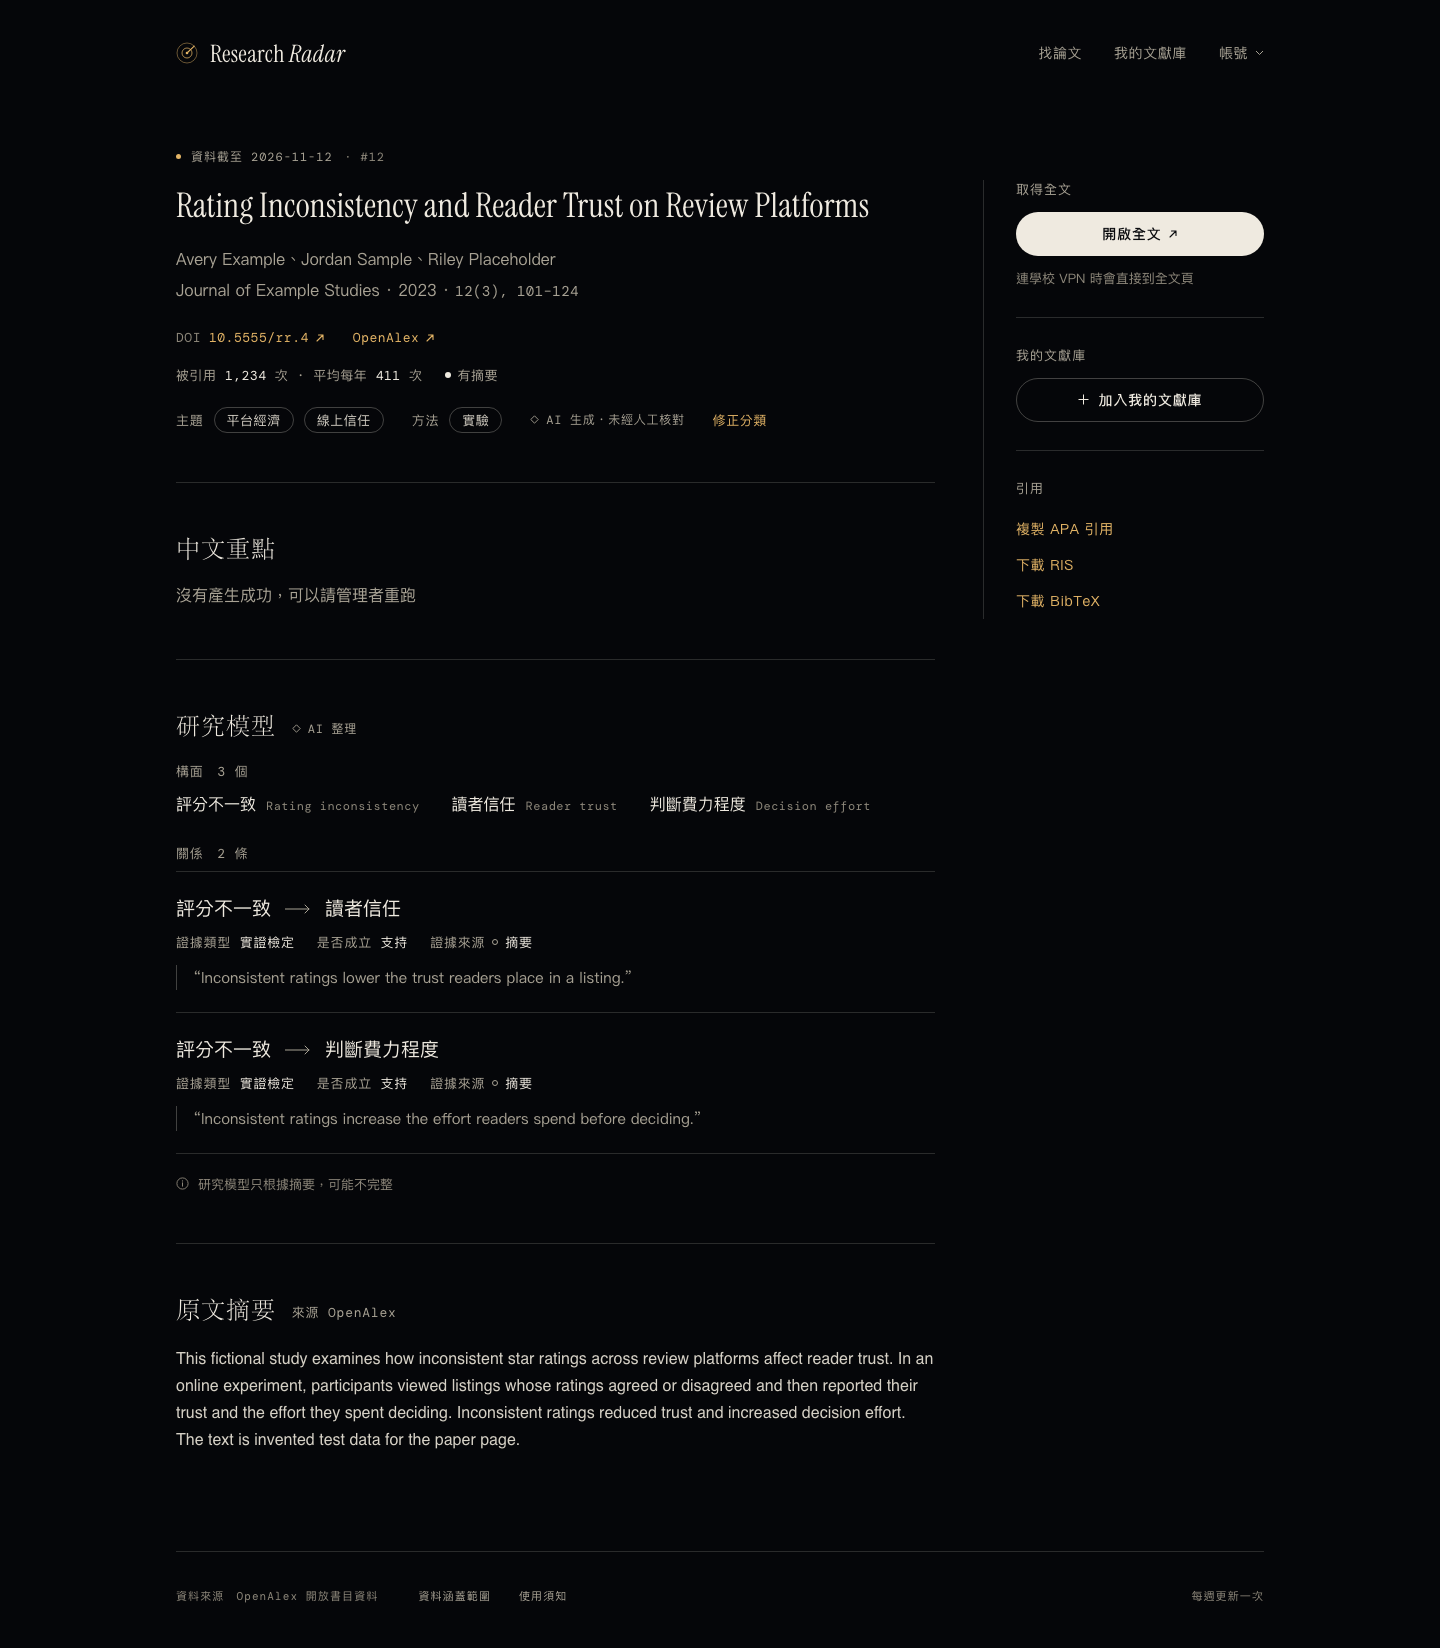 Research Radar
找論文 我的文獻庫 帳號
資料截至 2026-11-12 · #12
Rating Inconsistency and Reader Trust on Review Platforms
Avery Example、Jordan Sample、Riley Placeholder
Journal of Example Studies · 2023 · 12(3), 101–124
DOI 10.5555/rr.4 ↗ OpenAlex ↗
被引用 1,234 次 · 平均每年 411 次 有摘要
主題 平台經濟 線上信任 方法 實驗 ◇ AI 生成·未經人工核對 修正分類
取得全文
開啟全文 ↗
連學校 VPN 時會直接到全文頁
我的文獻庫
+ 加入我的文獻庫
引用
複製 APA 引用
下載 RIS
下載 BibTeX
中文重點
沒有產生成功，可以請管理者重跑
研究模型 ◇ AI 整理
構面 3 個
評分不一致 Rating inconsistency 讀者信任 Reader trust 判斷費力程度 Decision effort
關係 2 條
評分不一致 → 讀者信任
證據類型 實證檢定 是否成立 支持 證據來源 ○ 摘要
“Inconsistent ratings lower the trust readers place in a listing.”
評分不一致 → 判斷費力程度
證據類型 實證檢定 是否成立 支持 證據來源 ○ 摘要
“Inconsistent ratings increase the effort readers spend before deciding.”
研究模型只根據摘要，可能不完整
原文摘要 來源 OpenAlex
This fictional study examines how inconsistent star ratings across review platforms affect reader trust. In an
online experiment, participants viewed listings whose ratings agreed or disagreed and then reported their
trust and the effort they spent deciding. Inconsistent ratings reduced trust and increased decision effort.
The text is invented test data for the paper page.
資料來源 OpenAlex 開放書目資料 資料涵蓋範圍 使用須知 每週更新一次